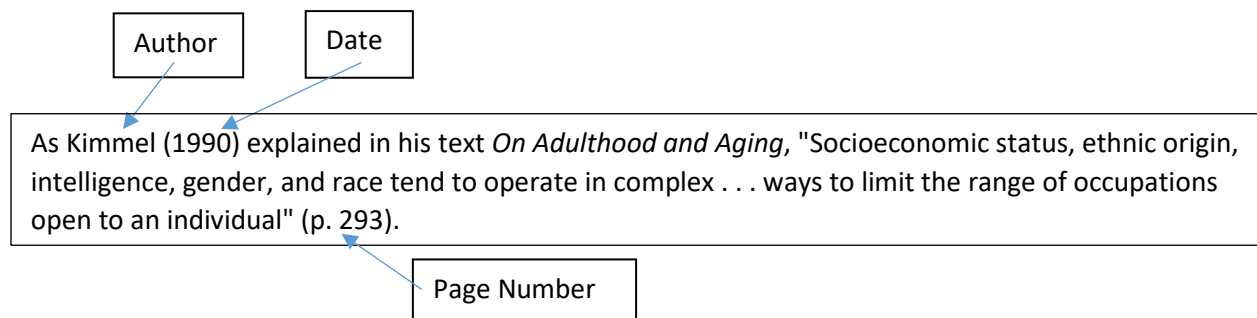 Author
Date
As Kimmel (1990) explained in his text On Adulthood and Aging, "Socioeconomic status, ethnic origin,
intelligence, gender, and race tend to operate in complex . . . ways to limit the range of occupations
open to an individual" (p. 293).
Page Number